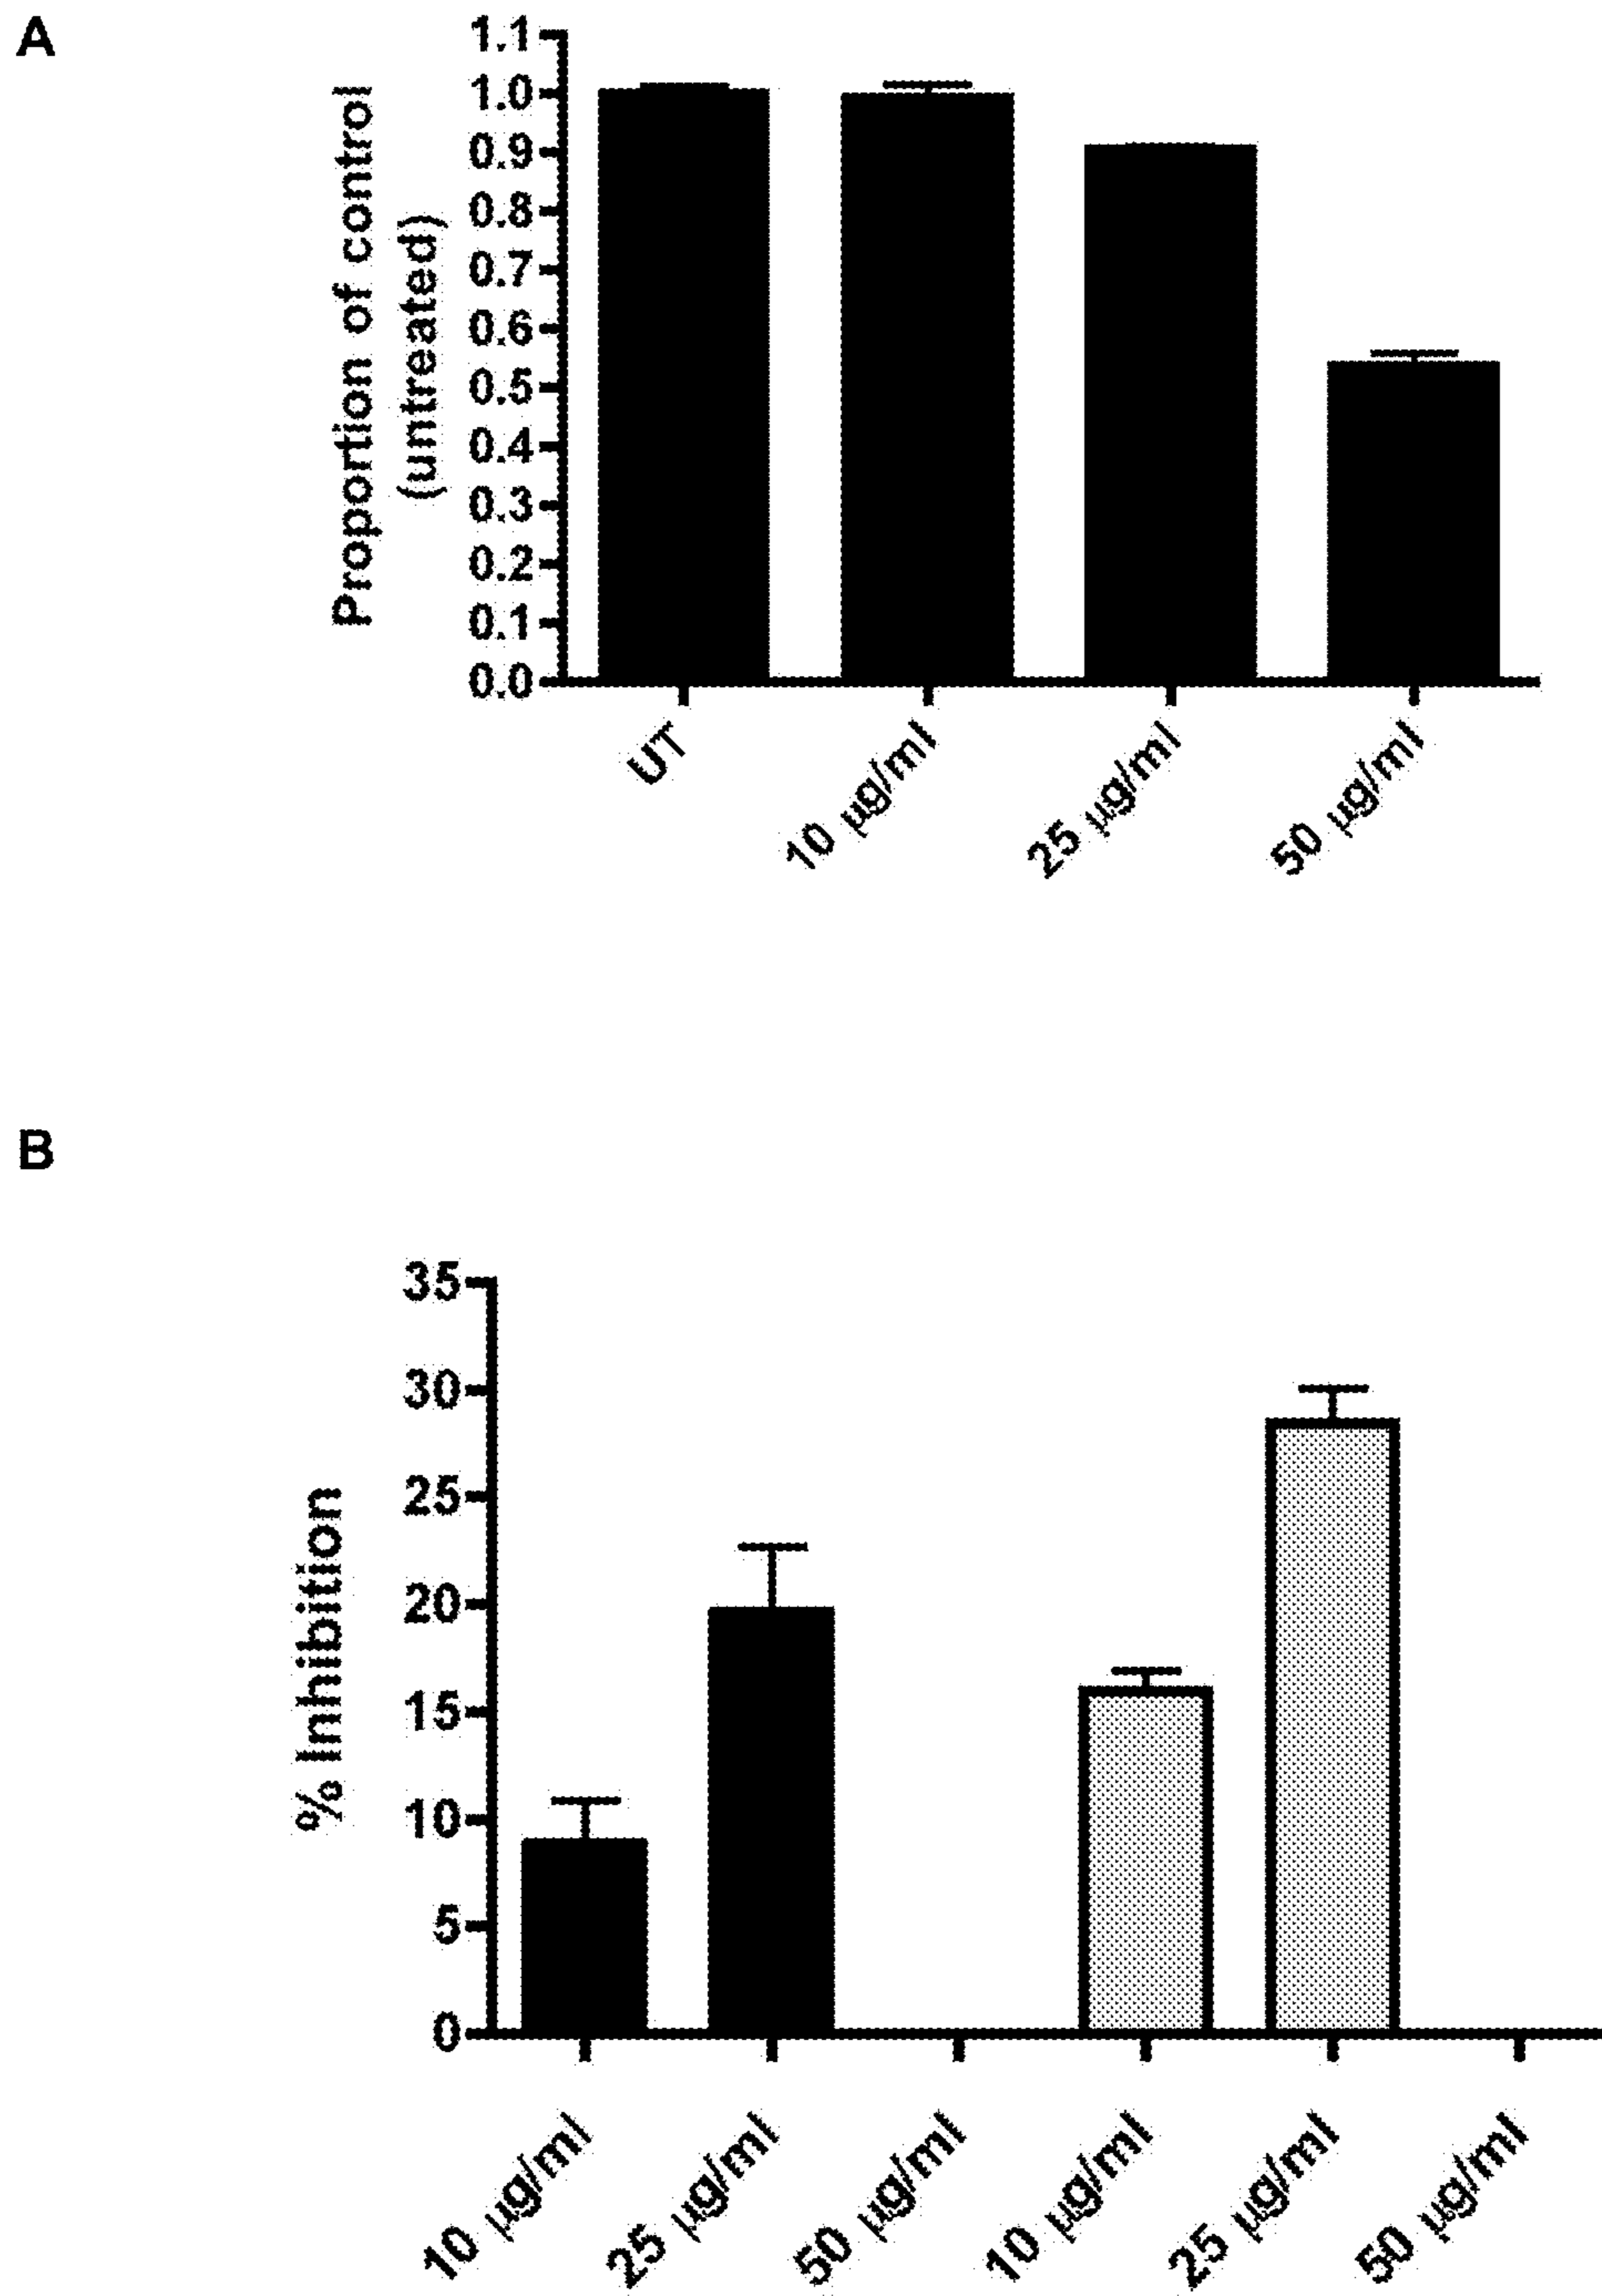 A
Proportion of control
(untreated)
1.1
1.0
0.9
0.8
0.7
0.6
0.5
0.4
0.3
0.2
0.1
0.0
UT
10 µg/ml
25 µg/ml
50 µg/ml
B
% Inhibition
35
30
25
20
15
10
5
0
10 µg/ml
25 µg/ml
50 µg/ml
10 µg/ml
25 µg/ml
50 µg/ml